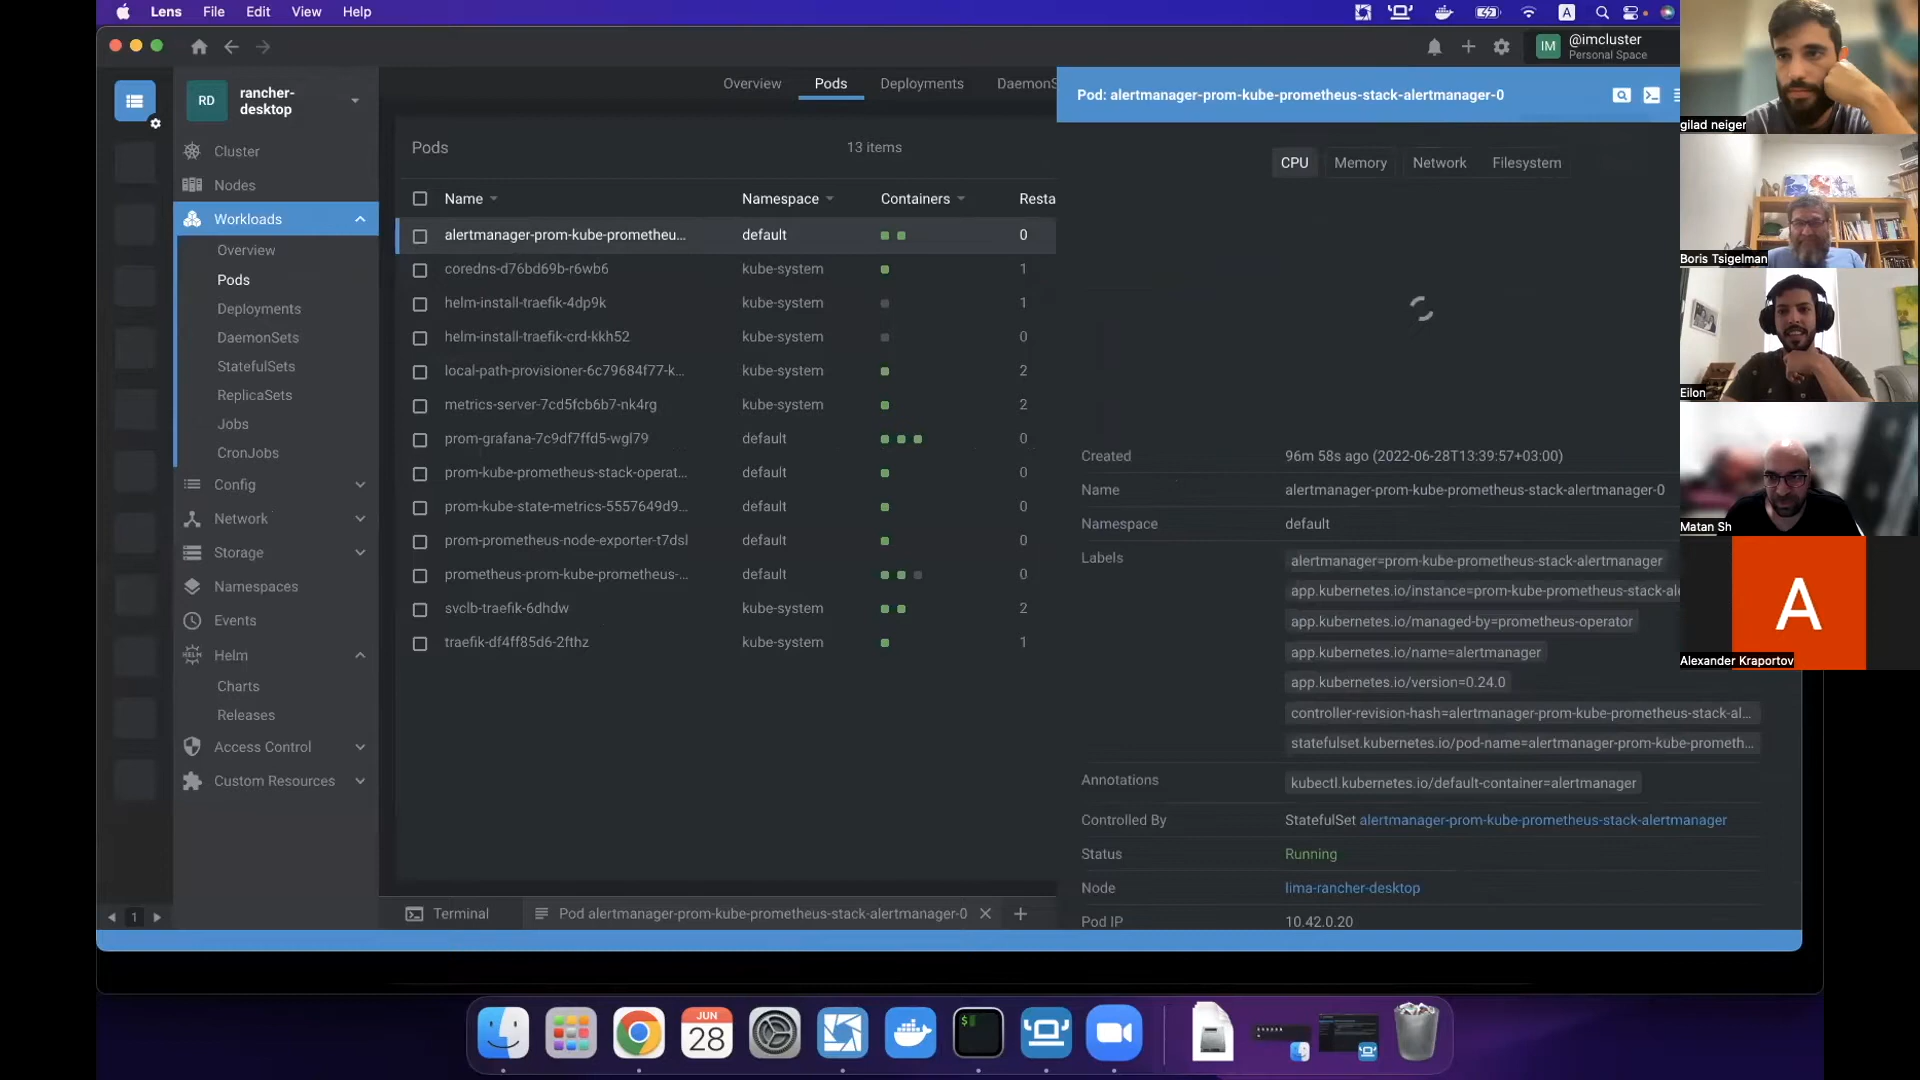 Lens File Edit View Help A
IM @imcluster
Personal Space
RD rancher-desktop
Overview Pods Deployments DaemonS
Pod: alertmanager-prom-kube-prometheus-stack-alertmanager-0
Cluster
Nodes
Workloads
Overview
Pods
Deployments
DaemonSets
StatefulSets
ReplicaSets
Jobs
CronJobs
Config
Network
Storage
Namespaces
Events
Helm
Charts
Releases
Access Control
Custom Resources
1
Pods 13 items
Name Namespace Containers Resta
alertmanager-prom-kube-prometheu... default 0
coredns-d76bd69b-r6wb6 kube-system 1
helm-install-traefik-4dp9k kube-system 1
helm-install-traefik-crd-kkh52 kube-system 0
local-path-provisioner-6c79684f77-k... kube-system 2
metrics-server-7cd5fcb6b7-nk4rg kube-system 2
prom-grafana-7c9df7ffd5-wgl79 default 0
prom-kube-prometheus-stack-operat... default 0
prom-kube-state-metrics-5557649d9... default 0
prom-prometheus-node-exporter-t7dsl default 0
prometheus-prom-kube-prometheus-... default 0
svclb-traefik-6dhdw kube-system 2
traefik-df4ff85d6-2fthz kube-system 1
Terminal Pod alertmanager-prom-kube-prometheus-stack-alertmanager-0
CPU Memory Network Filesystem
Created 96m 58s ago (2022-06-28T13:39:57+03:00)
Name alertmanager-prom-kube-prometheus-stack-alertmanager-0
Namespace default
Labels alertmanager=prom-kube-prometheus-stack-alertmanager
app.kubernetes.io/instance=prom-kube-prometheus-stack-al
app.kubernetes.io/managed-by=prometheus-operator
app.kubernetes.io/name=alertmanager
app.kubernetes.io/version=0.24.0
controller-revision-hash=alertmanager-prom-kube-prometheus-stack-al...
statefulset.kubernetes.io/pod-name=alertmanager-prom-kube-prometh...
Annotations kubectl.kubernetes.io/default-container=alertmanager
Controlled By StatefulSet alertmanager-prom-kube-prometheus-stack-alertmanager
Status Running
Node lima-rancher-desktop
Pod IP 10.42.0.20
gilad neiger
Boris Tsigelman
Eilon
Matan Sh
A
Alexander Kraportov
JUN
28
$